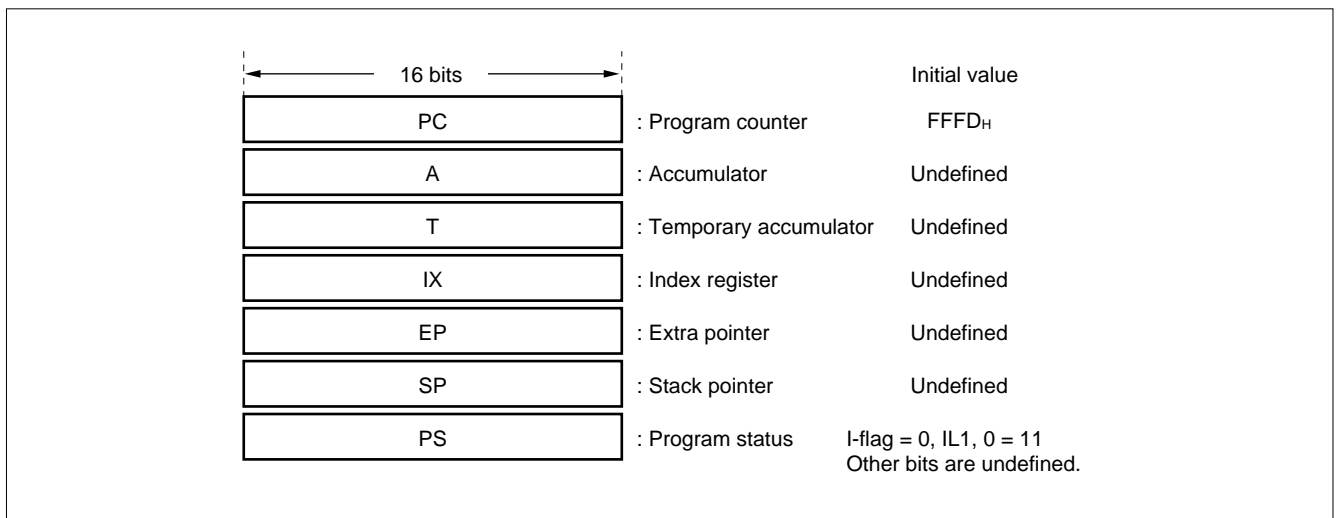 16 bits Initial value
PC : Program counter FFFDH
A : Accumulator Undefined
T : Temporary accumulator Undefined
IX : Index register Undefined
EP : Extra pointer Undefined
SP : Stack pointer Undefined
PS : Program status I-flag = 0, IL1, 0 = 11
Other bits are undefined.